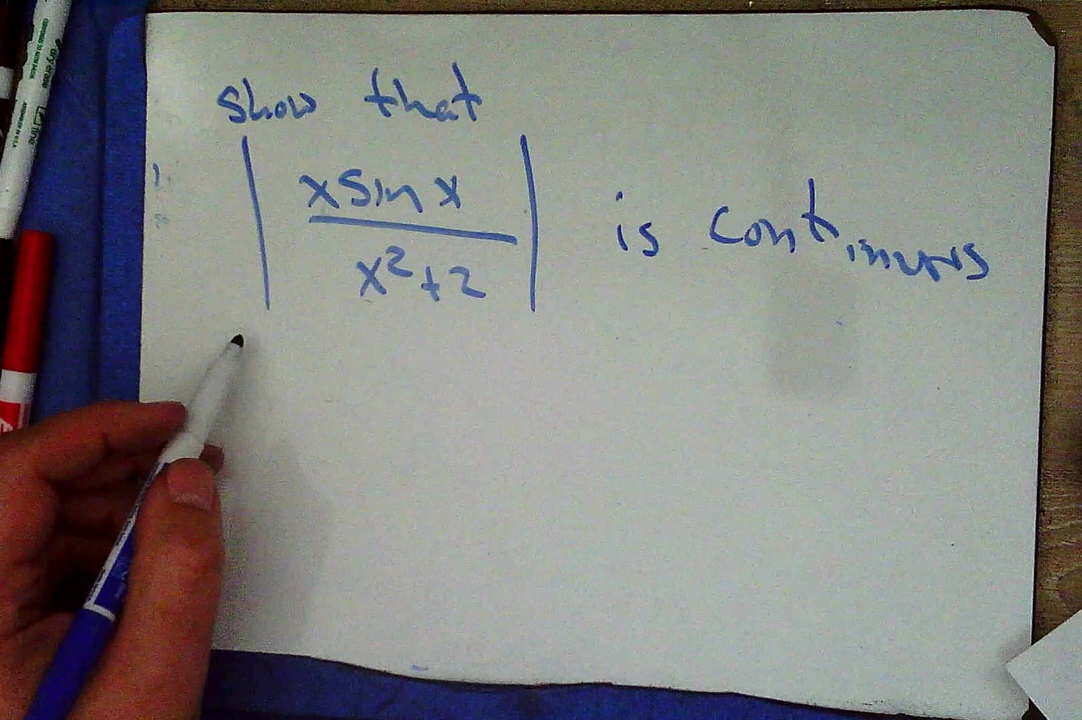 show that
| x sin x / x² + 2 | is continuous